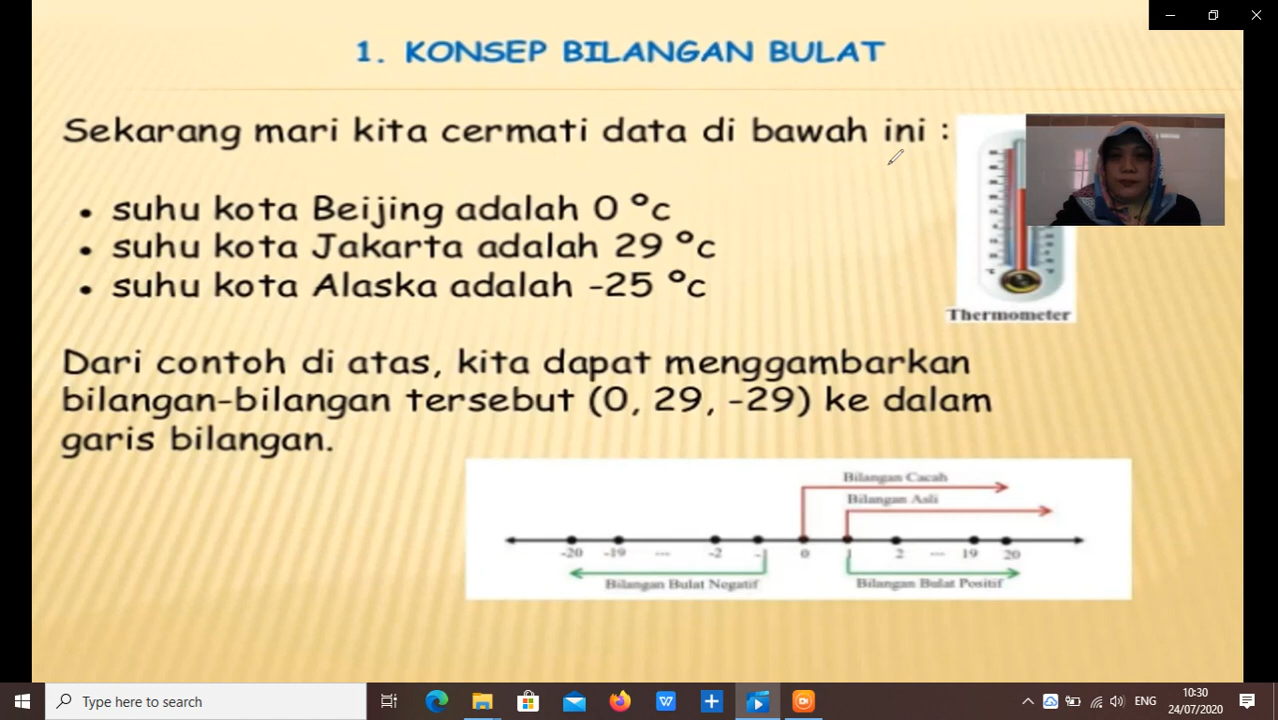 1. KONSEP BILANGAN BULAT
Sekarang mari kita cermati data di bawah ini :
• suhu kota Beijing adalah 0 °c
• suhu kota Jakarta adalah 29 °c
• suhu kota Alaska adalah -25 °c
Thermometer
Dari contoh di atas, kita dapat menggambarkan
bilangan-bilangan tersebut (0, 29, -29) ke dalam
garis bilangan.
Bilangan Cacah
Bilangan Asli
-20 -19 ... -2 -1 0 1 2 ... 19 20
Bilangan Bulat Negatif Bilangan Bulat Positif
Type here to search
ENG
10:30
24/07/2020